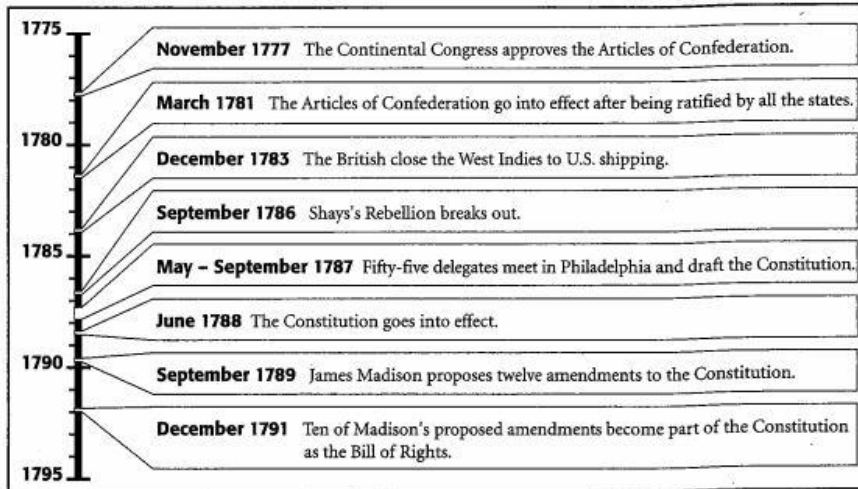 1775
November 1777 The Continental Congress approves the Articles of Confederation.
March 1781 The Articles of Confederation go into effect after being ratified by all the states.
1780
December 1783 The British close the West Indies to U.S. shipping.
September 1786 Shays's Rebellion breaks out.
1785
May – September 1787 Fifty-five delegates meet in Philadelphia and draft the Constitution.
June 1788 The Constitution goes into effect.
1790
September 1789 James Madison proposes twelve amendments to the Constitution.
December 1791 Ten of Madison's proposed amendments become part of the Constitution
as the Bill of Rights.
1795